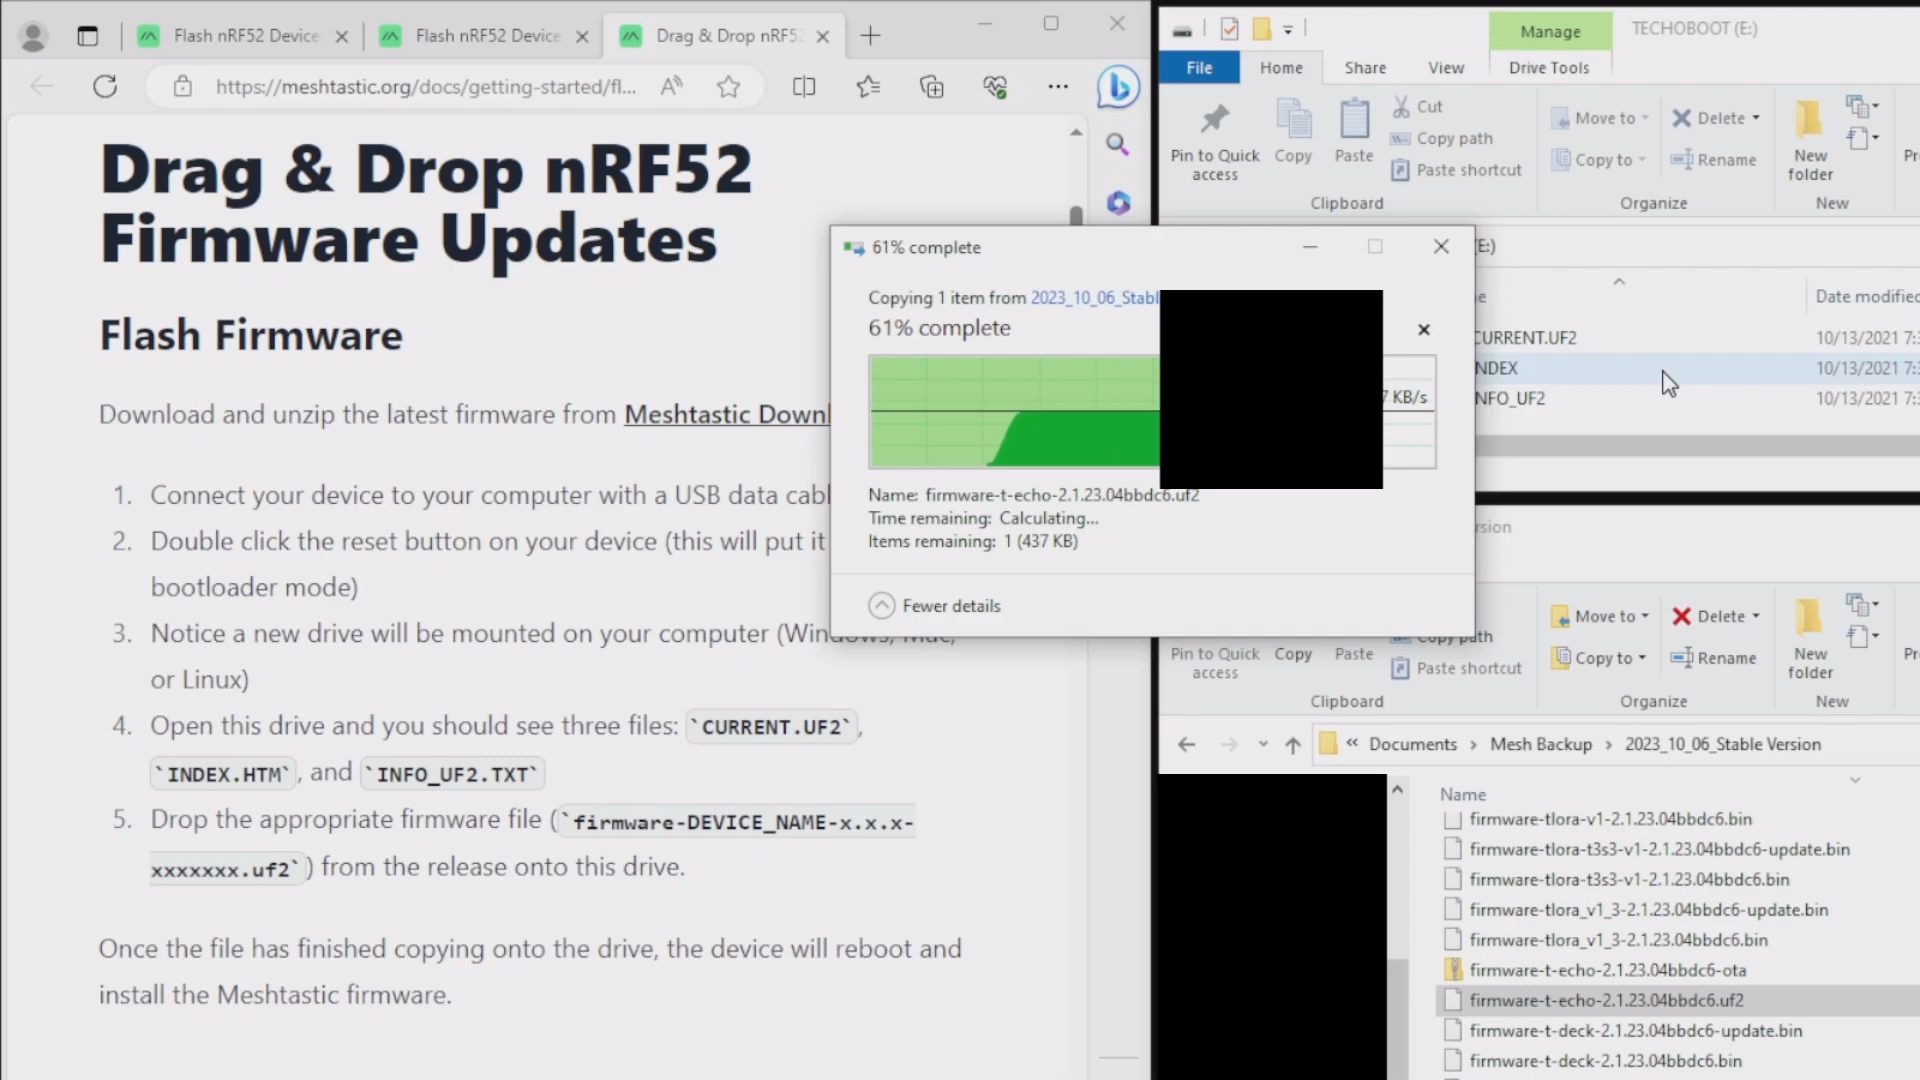 Flash nRF52 Device
Flash nRF52 Device
Drag & Drop nRF52
https://meshtastic.org/docs/getting-started/fl...
Drag & Drop nRF52
Firmware Updates
Flash Firmware
Download and unzip the latest firmware from Meshtastic Downl
1. Connect your device to your computer with a USB data cabl
2. Double click the reset button on your device (this will put it
bootloader mode)
3. Notice a new drive will be mounted on your computer (Windows, Mac,
or Linux)
4. Open this drive and you should see three files: `CURRENT.UF2`,
`INDEX.HTM`, and `INFO_UF2.TXT`
5. Drop the appropriate firmware file (`firmware-DEVICE_NAME-x.x.x-
xxxxxxx.uf2`) from the release onto this drive.
Once the file has finished copying onto the drive, the device will reboot and
install the Meshtastic firmware.
61% complete
Copying 1 item from 2023_10_06_Stabl
61% complete
7 KB/s
Name: firmware-t-echo-2.1.23.04bbdc6.uf2
Time remaining: Calculating...
Items remaining: 1 (437 KB)
Fewer details
Manage
TECHOBOOT (E:)
File
Home
Share
View
Drive Tools
Pin to Quick
access
Copy
Paste
Cut
Copy path
Paste shortcut
Clipboard
Move to
Copy to
Delete
Rename
Organize
New
folder
New
(E:)
Date modified
CURRENT.UF2
10/13/2021 7:3
NDEX
10/13/2021 7:3
NFO_UF2
10/13/2021 7:3
rsion
Pin to Quick
access
Copy
Paste
Copy path
Paste shortcut
Clipboard
Move to
Copy to
Delete
Rename
Organize
New
folder
New
« Documents > Mesh Backup > 2023_10_06_Stable Version
Name
firmware-tlora-v1-2.1.23.04bbdc6.bin
firmware-tlora-t3s3-v1-2.1.23.04bbdc6-update.bin
firmware-tlora-t3s3-v1-2.1.23.04bbdc6.bin
firmware-tlora_v1_3-2.1.23.04bbdc6-update.bin
firmware-tlora_v1_3-2.1.23.04bbdc6.bin
firmware-t-echo-2.1.23.04bbdc6-ota
firmware-t-echo-2.1.23.04bbdc6.uf2
firmware-t-deck-2.1.23.04bbdc6-update.bin
firmware-t-deck-2.1.23.04bbdc6.bin